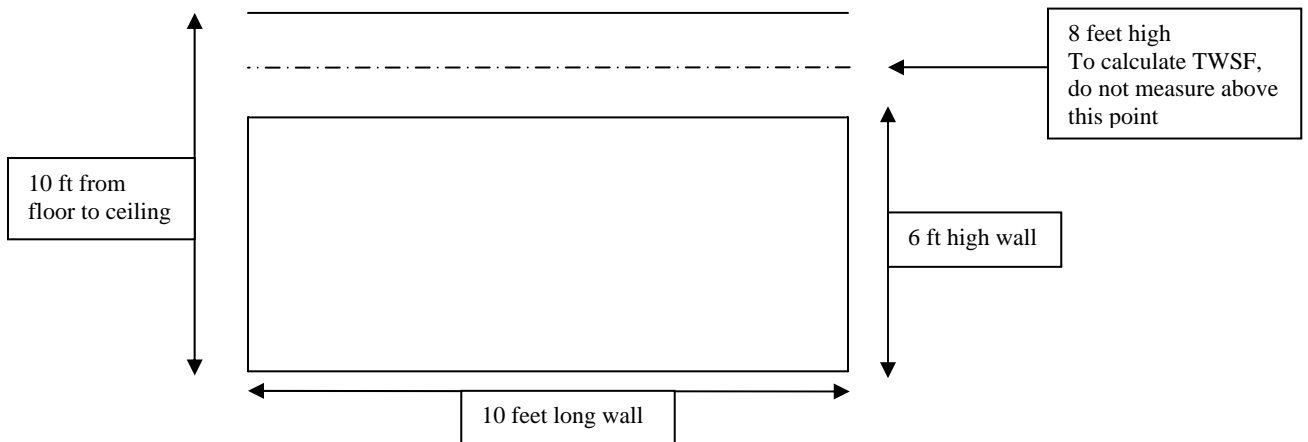 8 feet high
To calculate TWSF,
do not measure above
this point
10 ft from
floor to ceiling
6 ft high wall
10 feet long wall